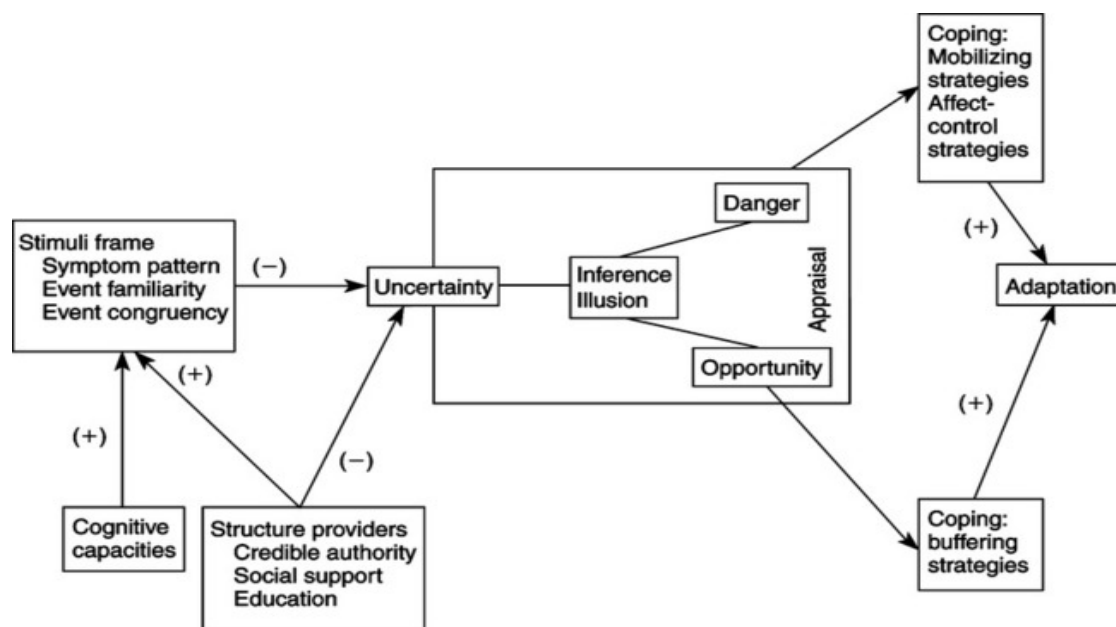 Coping:
Mobilizing
strategies
Affect-
control
strategies
Danger
Stimuli frame
Symptom pattern
Event familiarity
Event congruency
(−)
Uncertainty
Inference
Illusion
Appraisal
(+)
Adaptation
Opportunity
(+)
(+)
(−)
(+)
Cognitive
capacities
Structure providers
Credible authority
Social support
Education
Coping:
buffering
strategies